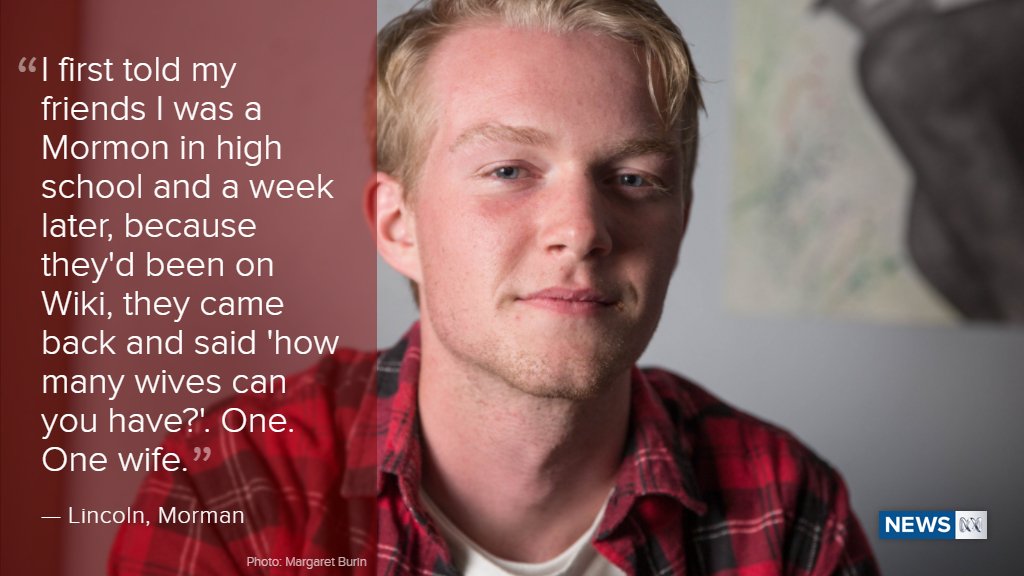 “I first told my
friends I was a
Mormon in high
school and a week
later, because
they'd been on
Wiki, they came
back and said 'how
many wives can
you have?'. One.
One wife.”
— Lincoln, Morman
Photo: Margaret Burin
NEWS ABC